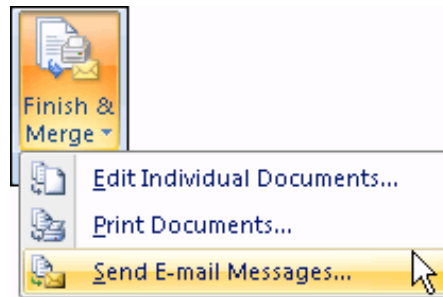 Finish &
Merge
Edit Individual Documents...
Print Documents...
Send E-mail Messages...